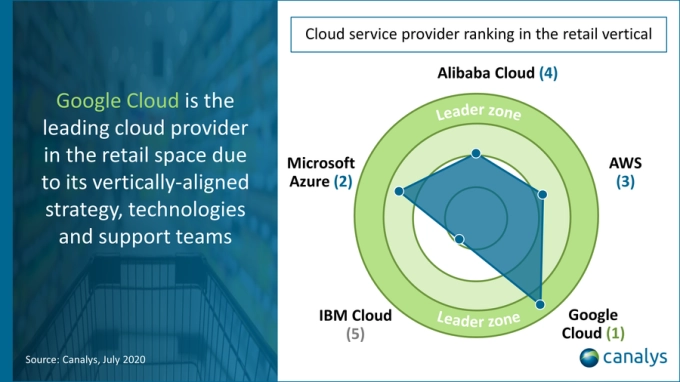 Google Cloud is the
leading cloud provider
in the retail space due
to its vertically-aligned
strategy, technologies
and support teams
Source: Canalys, July 2020
Cloud service provider ranking in the retail vertical
Alibaba Cloud (4)
Leader zone
Microsoft
Azure (2)
AWS
(3)
IBM Cloud
(5)
Google
Cloud (1)
Leader zone
canalys